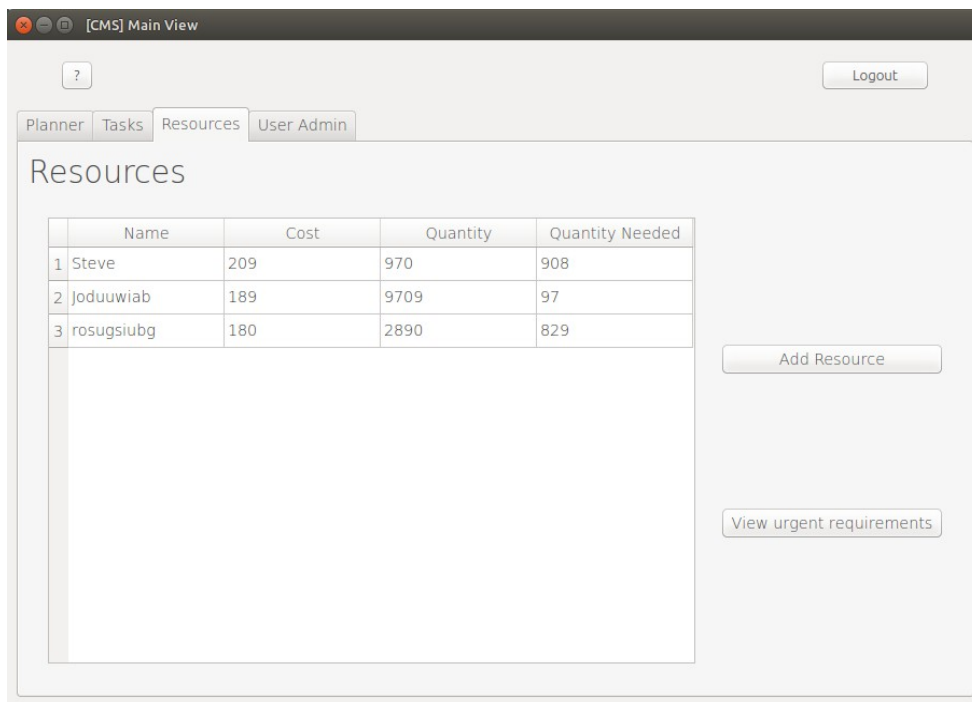 [CMS] Main View
?
Logout
Planner Tasks Resources User Admin
Resources
Name Cost Quantity Quantity Needed
1 Steve 209 970 908
2 Joduuwiab 189 9709 97
3 rosugsiubg 180 2890 829
Add Resource
View urgent requirements